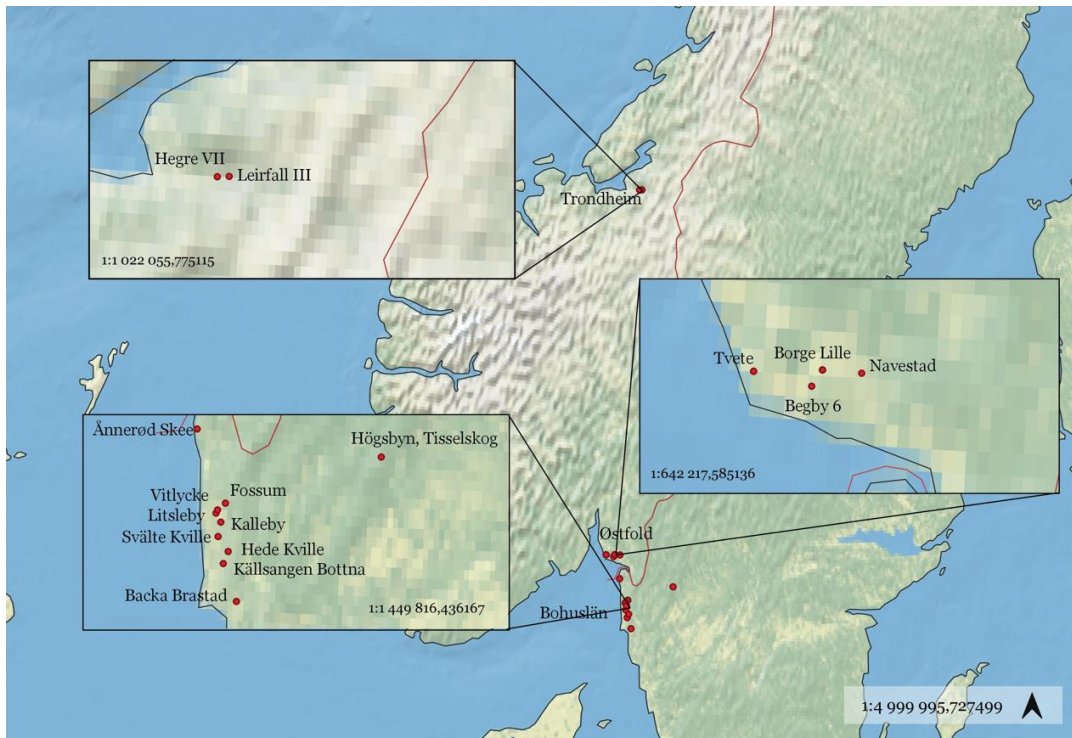 Hegre VII
Leirfall III
1:1 022 055,775115
Trondheim
Tvete
Borge Lille
Navestad
Begby 6
1:642 217,585136
Ånnerød Skee
Högsbyn, Tisselskog
Vitlycke
Fossum
Litsleby
Kalleby
Svälte Kville
Hede Kville
Källsangen Bottna
Backa Brastad
1:1 449 816,436167
Østfold
Bohuslän
1:4 999 995,727499